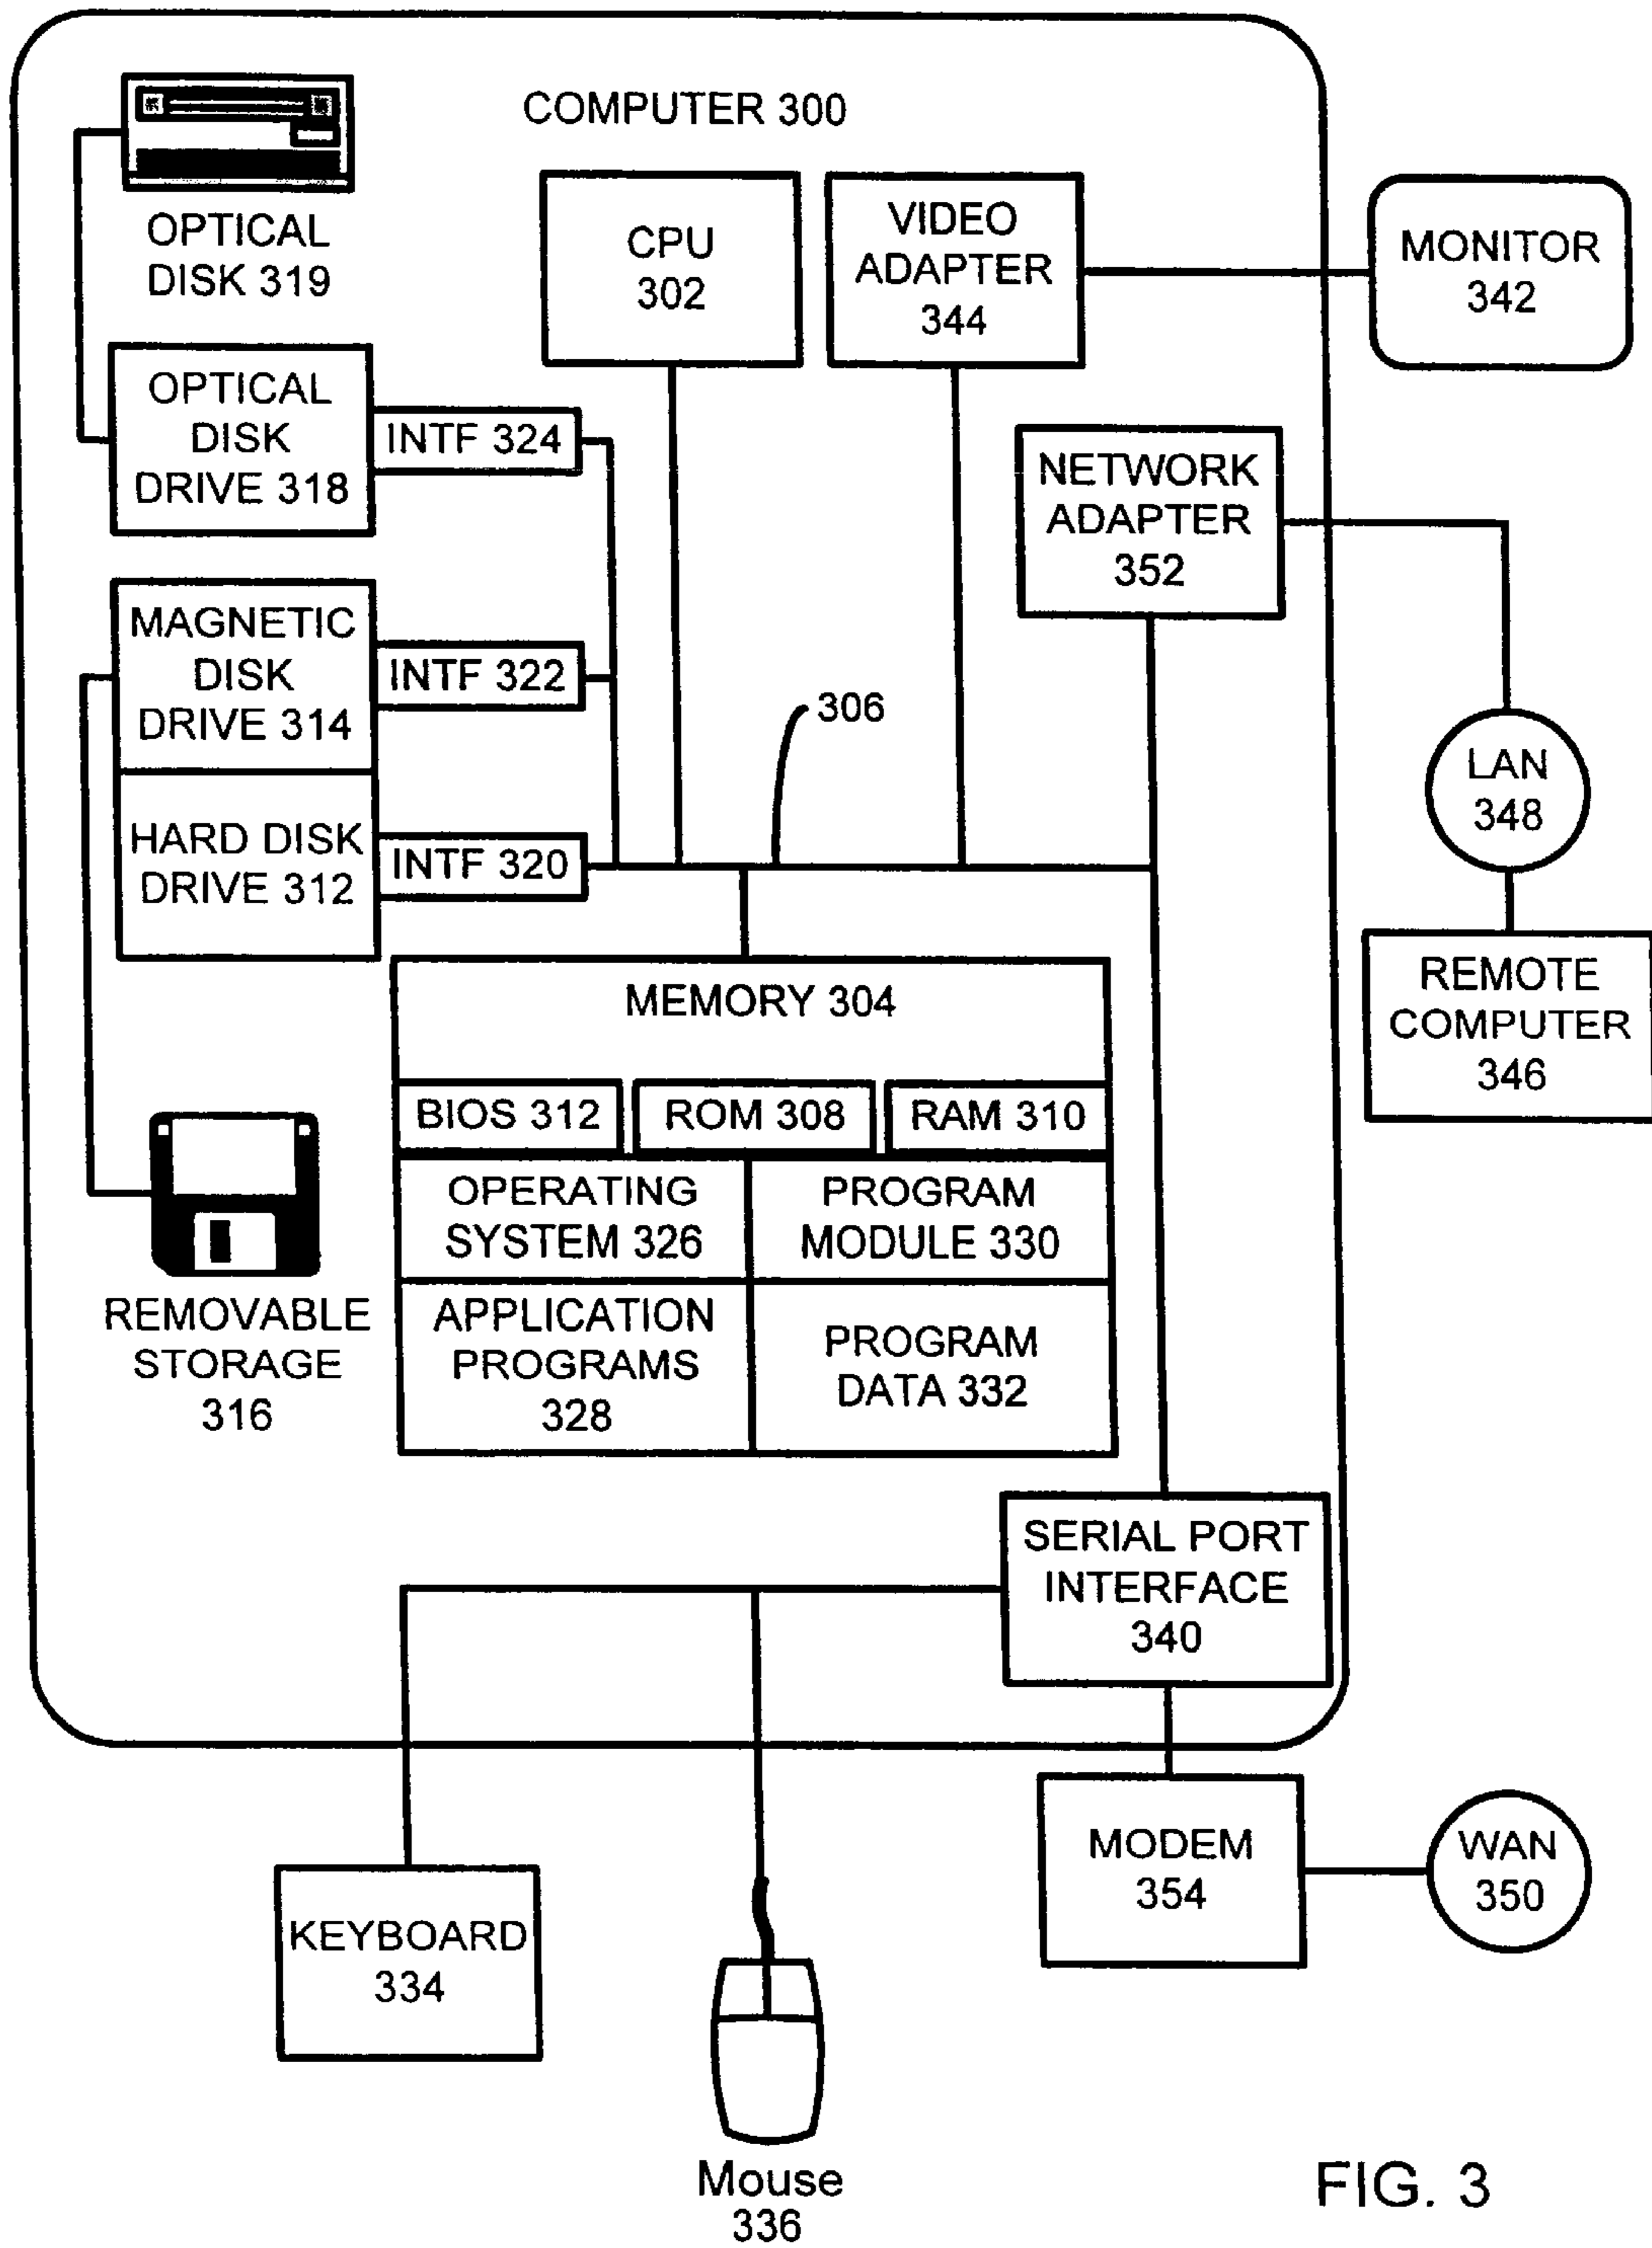 COMPUTER 300
OPTICAL
DISK 319
CPU
302
VIDEO
ADAPTER
344
MONITOR
342
OPTICAL
DISK
DRIVE 318
INTF 324
NETWORK
ADAPTER
352
MAGNETIC
DISK
DRIVE 314
INTF 322
306
LAN
348
HARD DISK
DRIVE 312
INTF 320
REMOTE
COMPUTER
346
MEMORY 304
BIOS 312
ROM 308
RAM 310
OPERATING
SYSTEM 326
PROGRAM
MODULE 330
REMOVABLE
STORAGE
316
APPLICATION
PROGRAMS
328
PROGRAM
DATA 332
SERIAL PORT
INTERFACE
340
MODEM
354
WAN
350
KEYBOARD
334
Mouse
336
FIG. 3